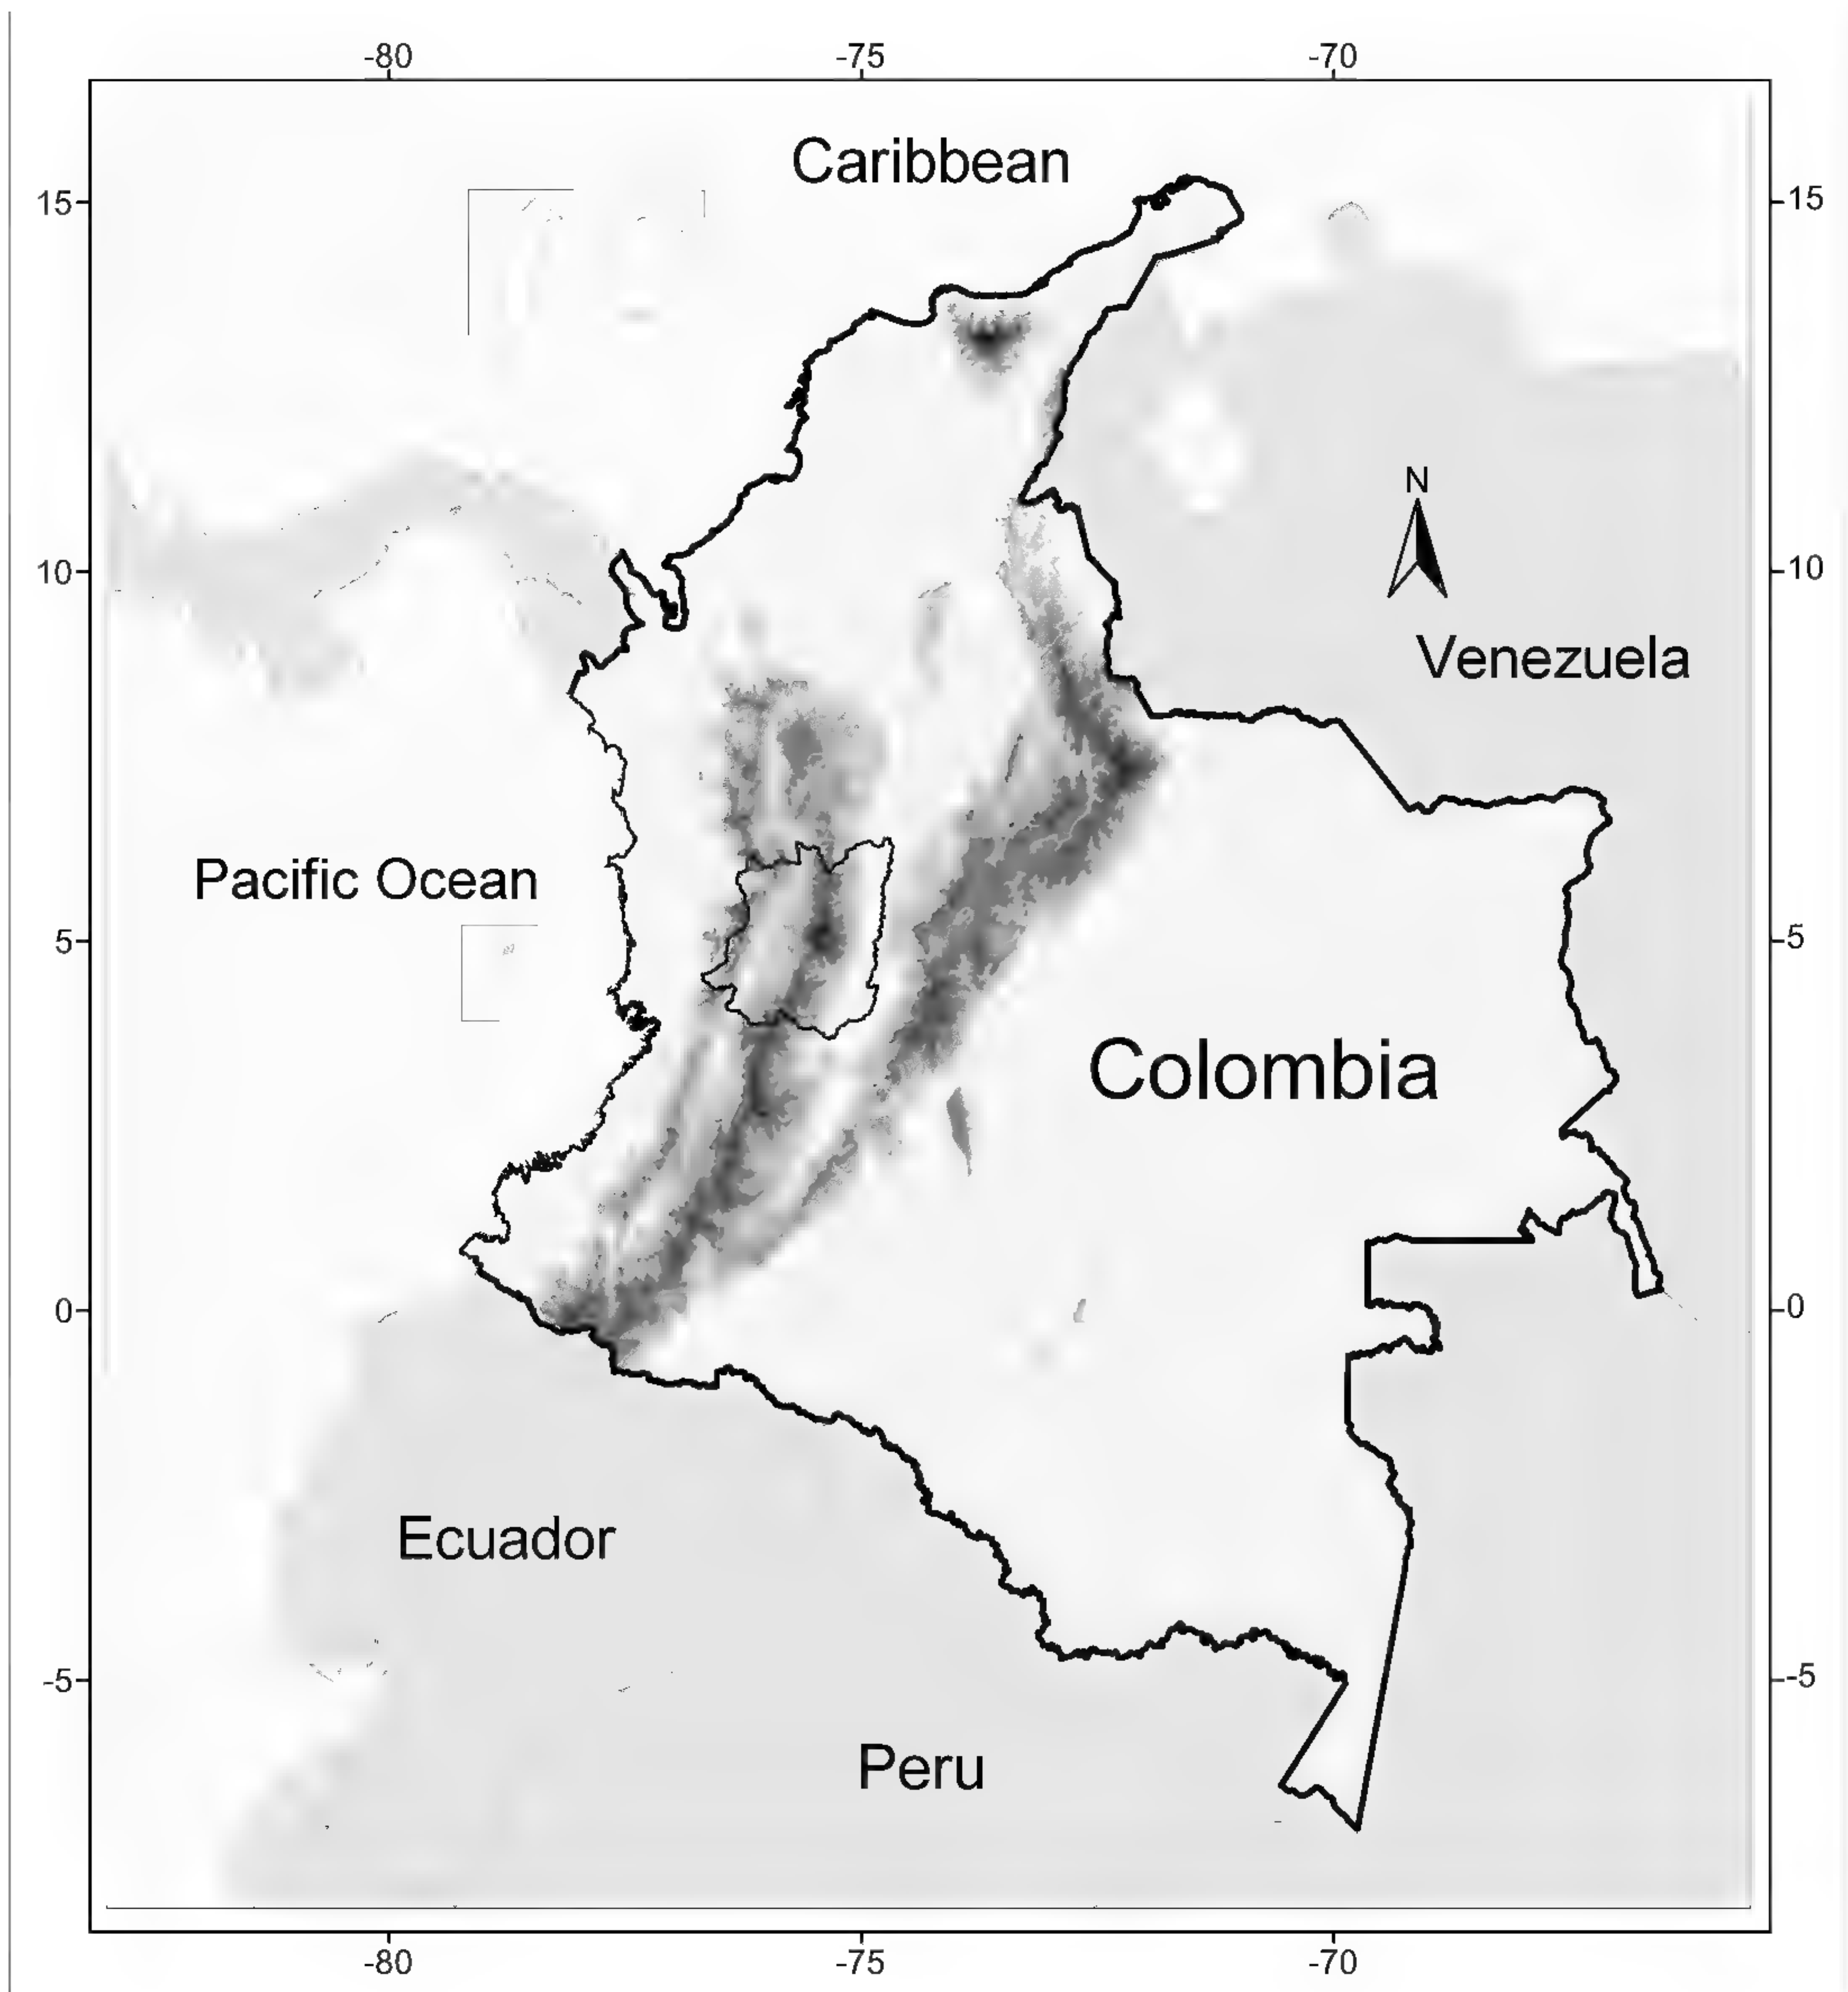 -80 -75 -70
Caribbean
15 15
N
10 10
Venezuela
Pacific Ocean
5 5
Colombia
0 0
Ecuador
-5 -5
Peru
-80 -75 -70